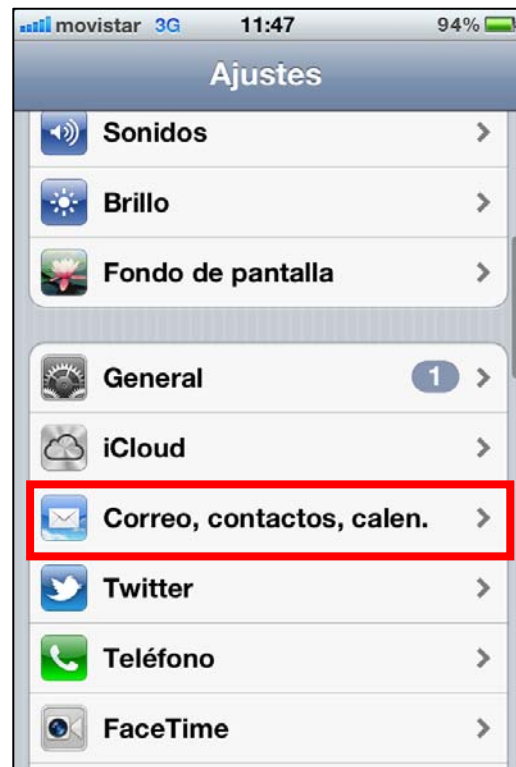 movistar 3G 11:47 94%
Ajustes
Sonidos
Brillo
Fondo de pantalla
General 1
iCloud
Correo, contactos, calen.
Twitter
Teléfono
FaceTime